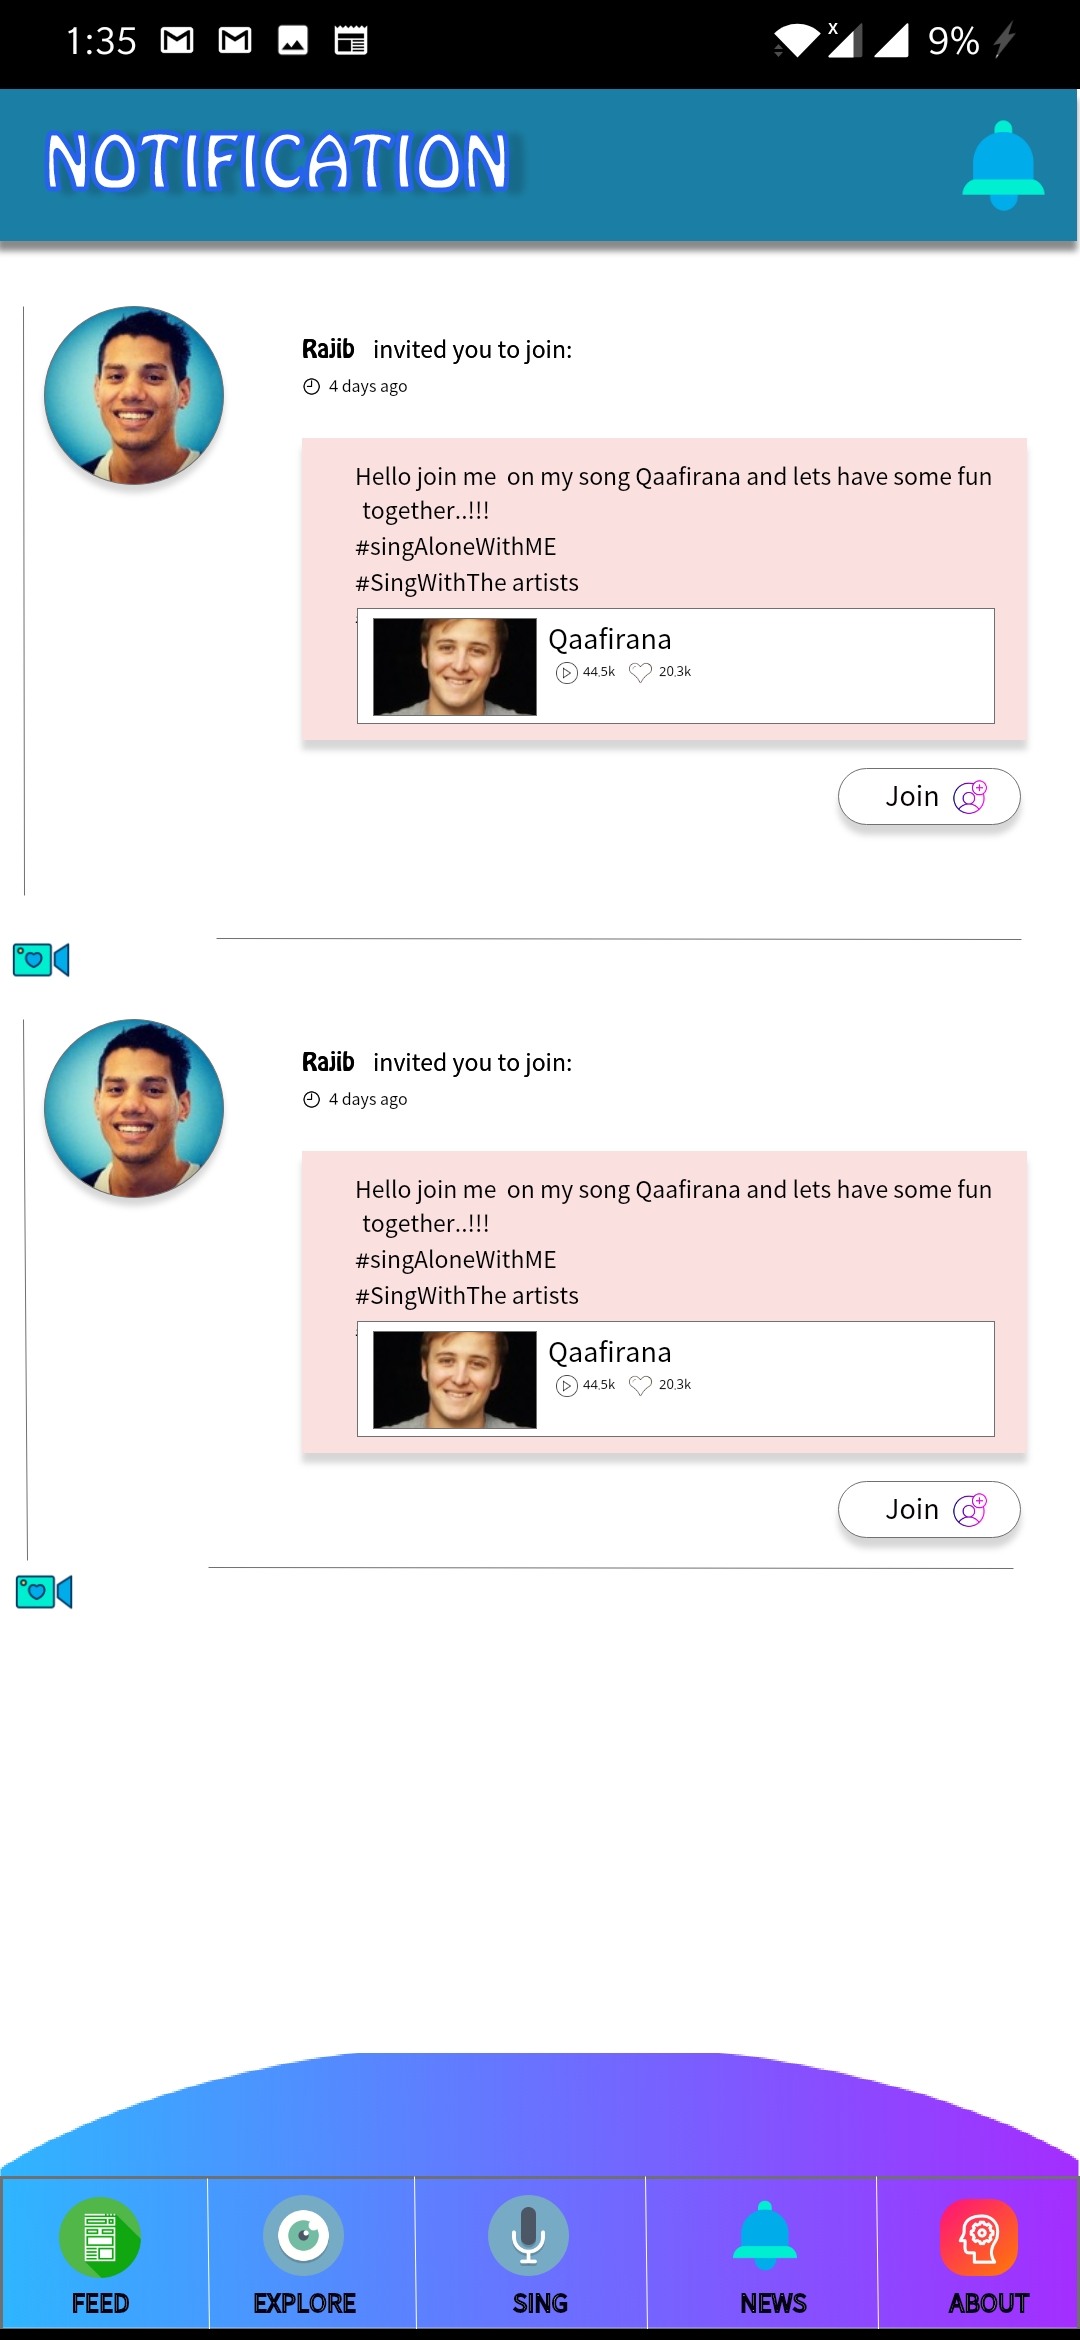 1:35 9%
NOTIFICATION
Rajib invited you to join:
4 days ago
Hello join me on my song Qaafirana and lets have some fun
together..!!!
#singAloneWithME
#SingWithThe artists
Qaafirana
44.5k 20.3k
Join
Rajib invited you to join:
4 days ago
Hello join me on my song Qaafirana and lets have some fun
together..!!!
#singAloneWithME
#SingWithThe artists
Qaafirana
44.5k 20.3k
Join
FEED EXPLORE SING NEWS ABOUT